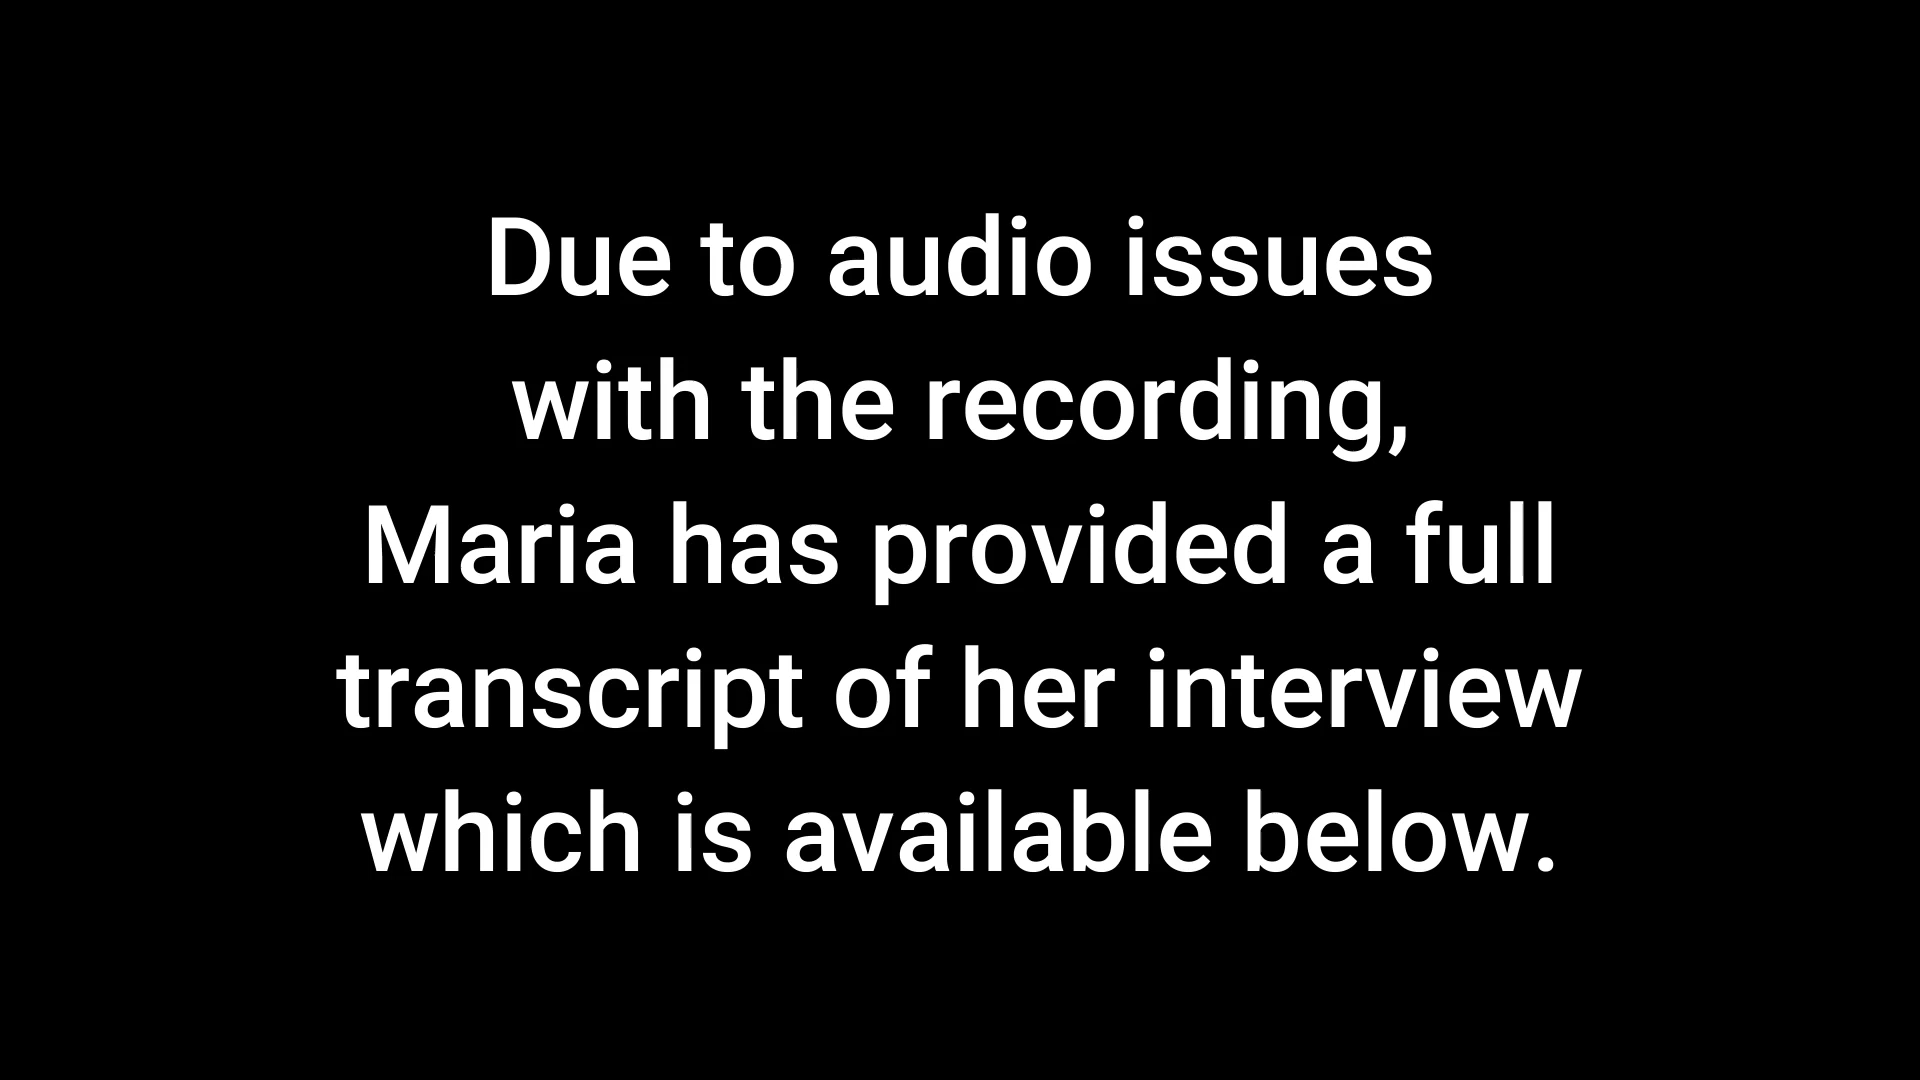 Due to audio issues
with the recording,
Maria has provided a full
transcript of her interview
which is available below.